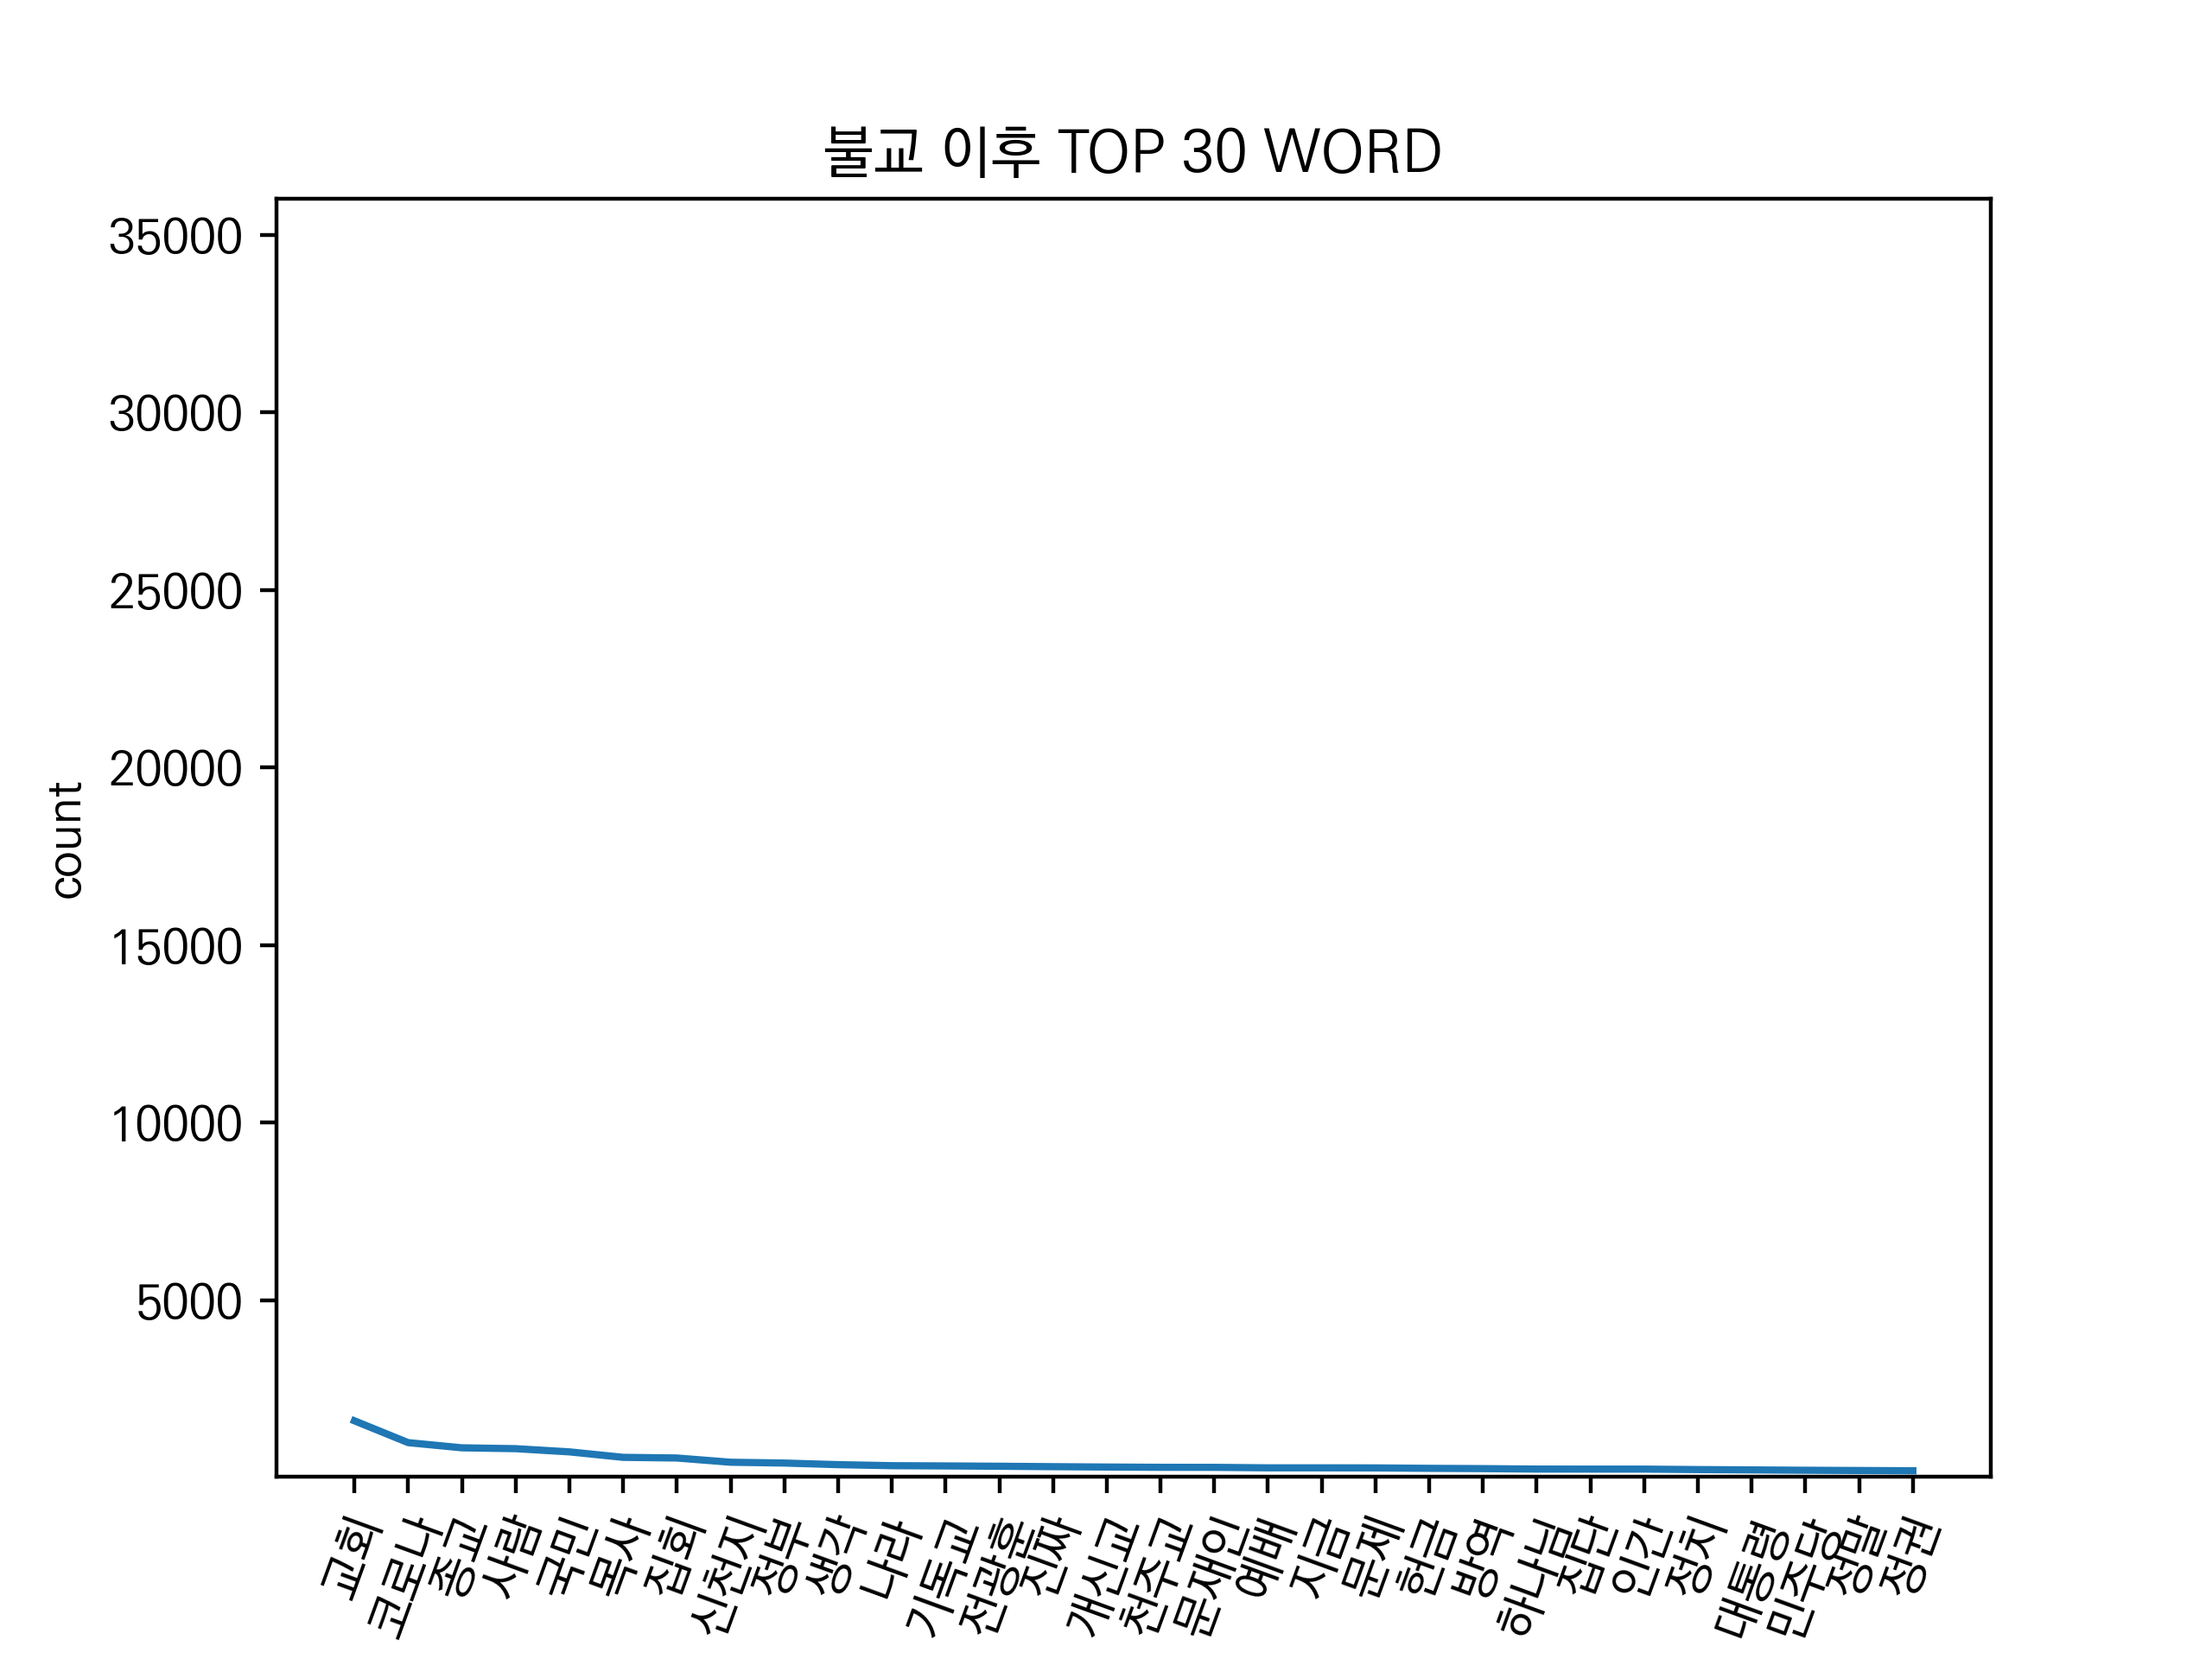 불교 이후 TOP 30 WORD
count
35000
30000
25000
20000
15000
10000
5000
교회
코로나
종교
사람
국민
목사
집회
신천지
정부
생각
나라
기독교
전광훈
진짜
개신교
천주교
문재인
예배
지금
문제
헌금
방역
하나님
집단
인간
정치
대통령
민주당
정말
정권